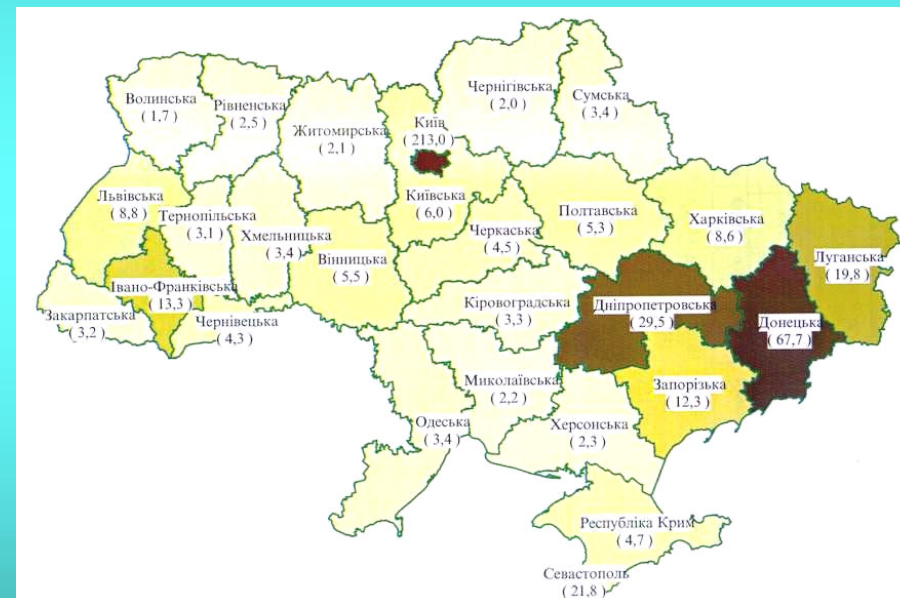 Волинська
( 1,7 )
Рівненська
( 2,5 )
Житомирська
( 2,1 )
Київ
( 213,0 )
Чернігівська
( 2,0 )
Сумська
( 3,4 )
Львівська
( 8,8 )
Тернопільська
( 3,1 )
Хмельницька
( 3,4 )
Вінницька
( 5,5 )
Київська
( 6,0 )
Черкаська
( 4,5 )
Полтавська
( 5,3 )
Харківська
( 8,6 )
Луганська
( 19,8 )
Івано-Франківська
( 13,3 )
Закарпатська
( 3,2 )
Чернівецька
( 4,3 )
Кіровоградська
( 3,3 )
Дніпропетровська
( 29,5 )
Донецька
( 67,7 )
Миколаївська
( 2,2 )
Запорізька
( 12,3 )
Одеська
( 3,4 )
Херсонська
( 2,3 )
Республіка Крим
( 4,7 )
Севастополь
( 21,8 )